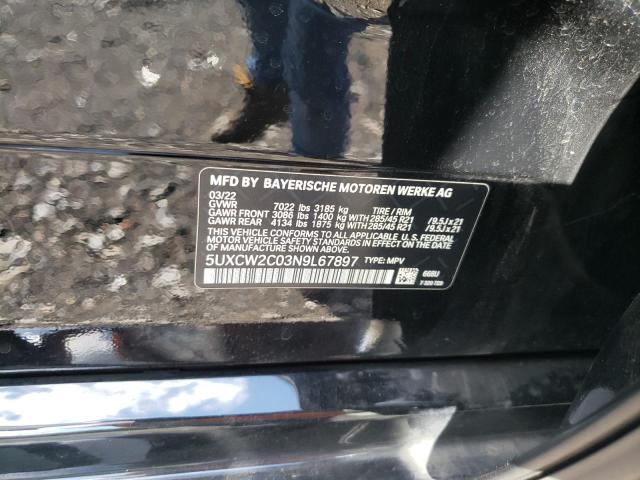 MFD BY BAYERISCHE MOTOREN WERKE AG
03/22
GVWR 7022 lbs 3185 kg TIRE / RIM
GAWR FRONT 3086 lbs 1400 kg WITH 285/45 R21 /9.5Jx21
GAWR REAR 4134 lbs 1875 kg WITH 285/45 R21 /9.5Jx21
THIS VEHICLE CONFORMS TO ALL APPLICABLE U.S. FEDERAL
MOTOR VEHICLE SAFETY STANDARDS IN EFFECT ON THE DATE OF
MANUFACTURE SHOWN ABOVE.
5UXCW2C03N9L67897 TYPE: MPV
668U